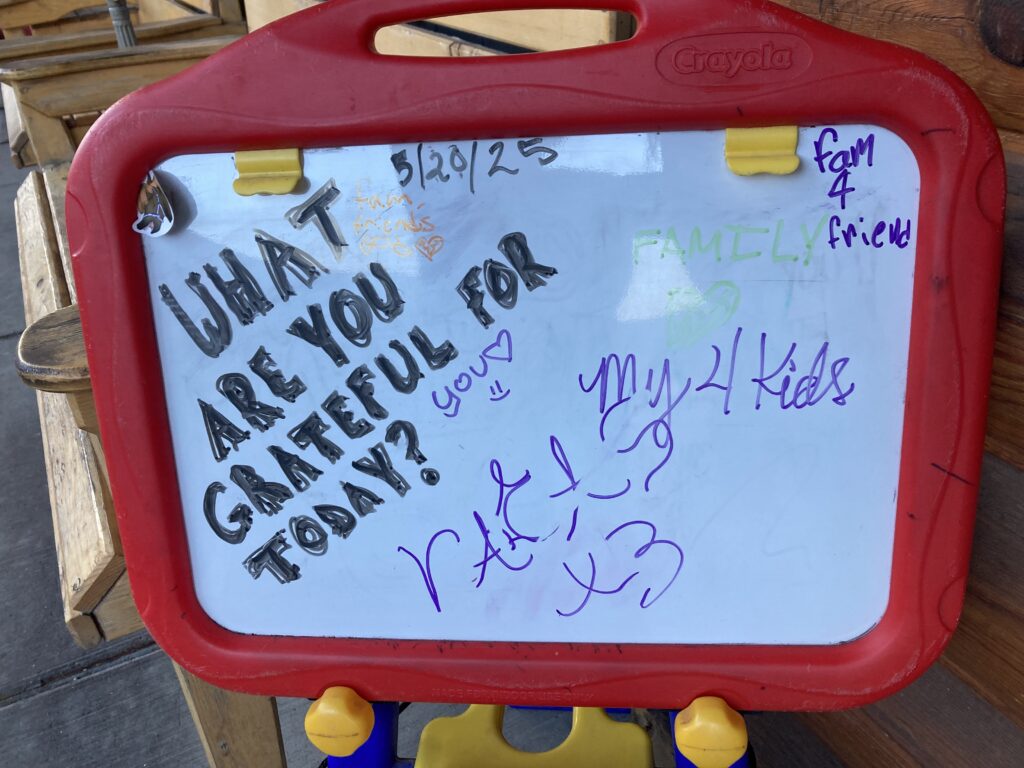 Crayola
5/20/25
WHAT
ARE YOU
GRATEFUL FOR
TODAY?
fam,
friends
you
FAMILY
fam
4
friend
My 4 Kids
x3